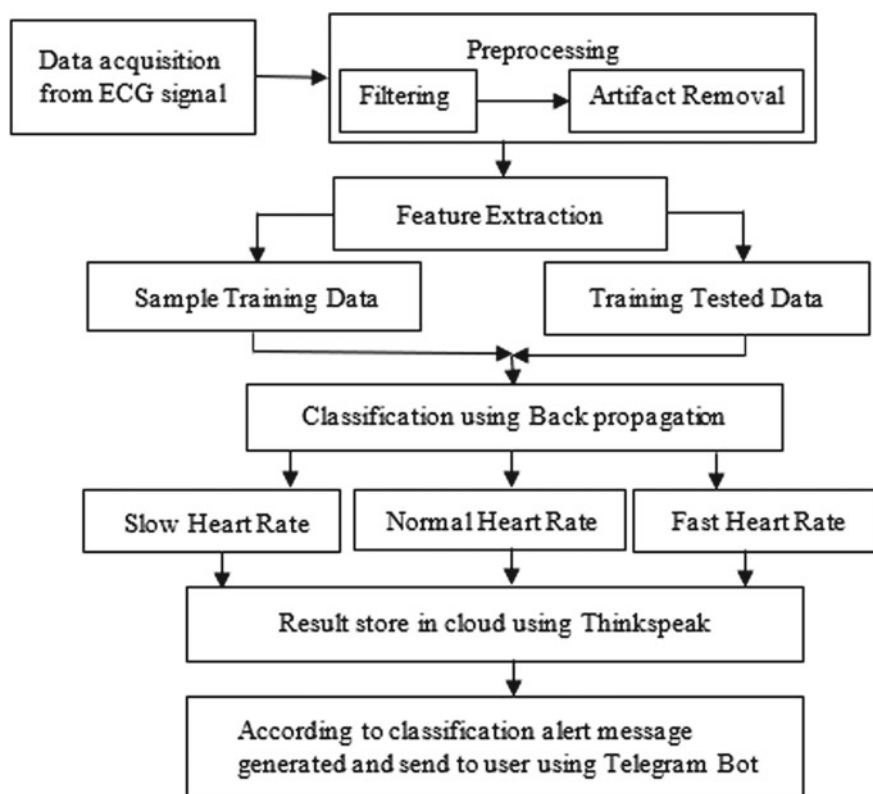 Data acquisition
from ECG signal
Preprocessing
Filtering
Artifact Removal
Feature Extraction
Sample Training Data
Training Tested Data
Classification using Back propagation
Slow Heart Rate
Normal Heart Rate
Fast Heart Rate
Result store in cloud using Thinkspeak
According to classification alert message
generated and send to user using Telegram Bot